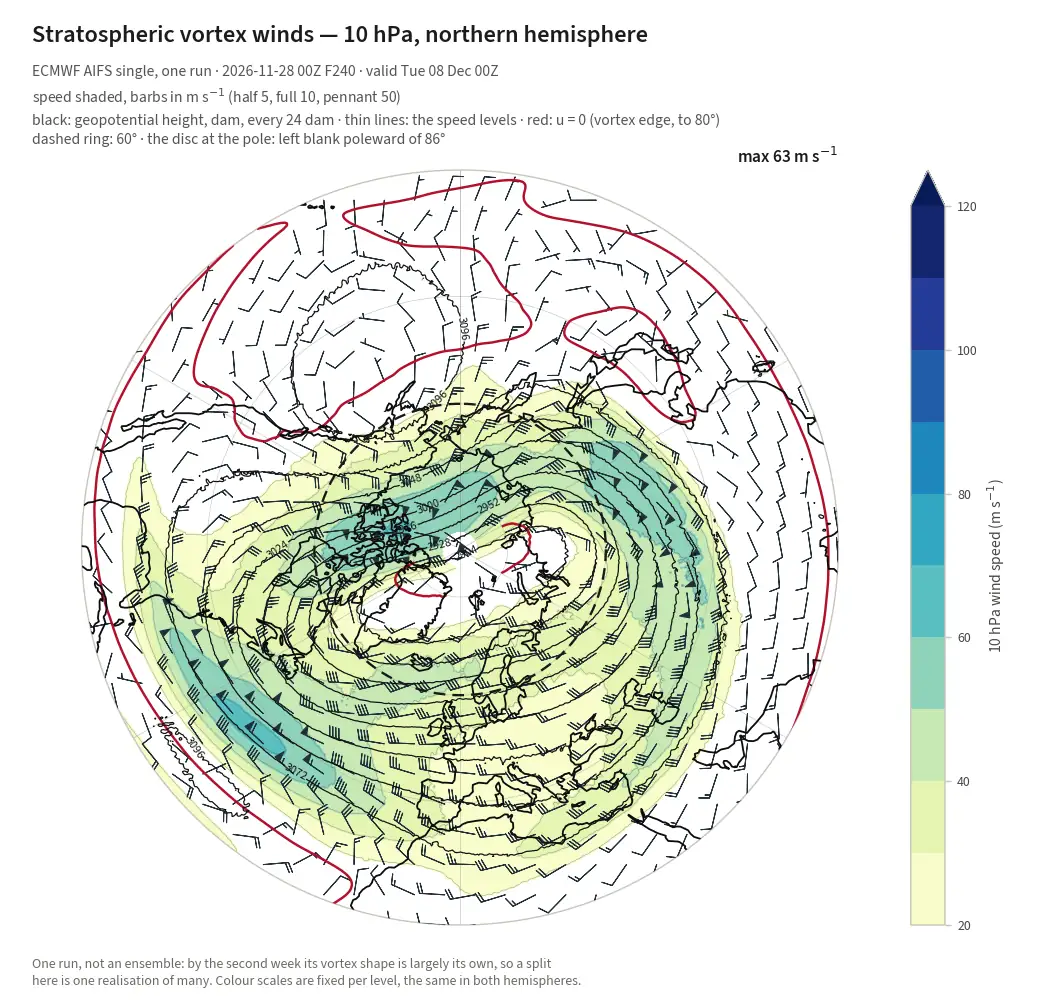 Stratospheric vortex winds — 10 hPa, northern hemisphere
ECMWF AIFS single, one run · 2026-11-28 00Z F240 · valid Tue 08 Dec 00Z
speed shaded, barbs in m s⁻¹ (half 5, full 10, pennant 50)
black: geopotential height, dam, every 24 dam · thin lines: the speed levels · red: u = 0 (vortex edge, to 80°)
dashed ring: 60° · the disc at the pole: left blank poleward of 86°
max 63 m s⁻¹
120
100
80
60
40
20
10 hPa wind speed (m s⁻¹)
3096
3096
3048
3000
2952
3024
3096
3072
One run, not an ensemble: by the second week its vortex shape is largely its own, so a split
here is one realisation of many. Colour scales are fixed per level, the same in both hemispheres.